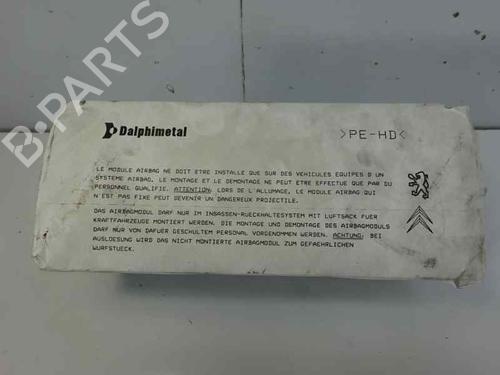 Dalphimetal
>PE-HD<
LE MODULE AIRBAG NE DOIT ETRE INSTALLE QUE SUR DES VEHICULES EQUIPES D UN
SYSTEME AIRBAG. LE MONTAGE ET LE DEMONTAGE NE PEUT ETRE EFFECTUE QUE PAR DU
PERSONNEL QUALIFIE. ATTENTION: LORS DE L'ALLUMAGE, LE MODULE AIRBAG QUI
N'EST PAS FIXE PEUT DEVENIR UN DANGEREUX PROJECTILE.
DAS AIRBAGMODUL DARF NUR IM INSASSEN-RUECKHALTESYSTEM MIT LUFTSACK FUER
KRAFTFAHRZEUGE MONTIERT WERDEN. DIE MONTAGE UND DEMONTAGE DES AIRBAGMODULS
DARF NUR VON DAFUER GESCHULTEM PERSONAL VORGENOMMEN WERDEN. ACHTUNG: BEI
AUSLOESUNG WIRD DAS NICHT MONTIERTE AIRBAGMODUL ZUM GEFAEHRLICHEN
WURFSTUECK.
B-PARTS